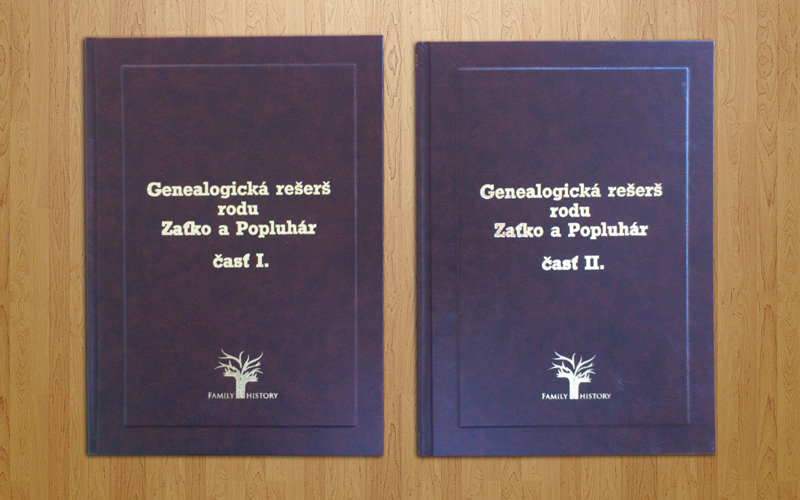 Genealogická rešerš
rodu
Zaťko a Popluhár
časť I.
FAMILY HISTORY
Genealogická rešerš
rodu
Zaťko a Popluhár
časť II.
FAMILY HISTORY